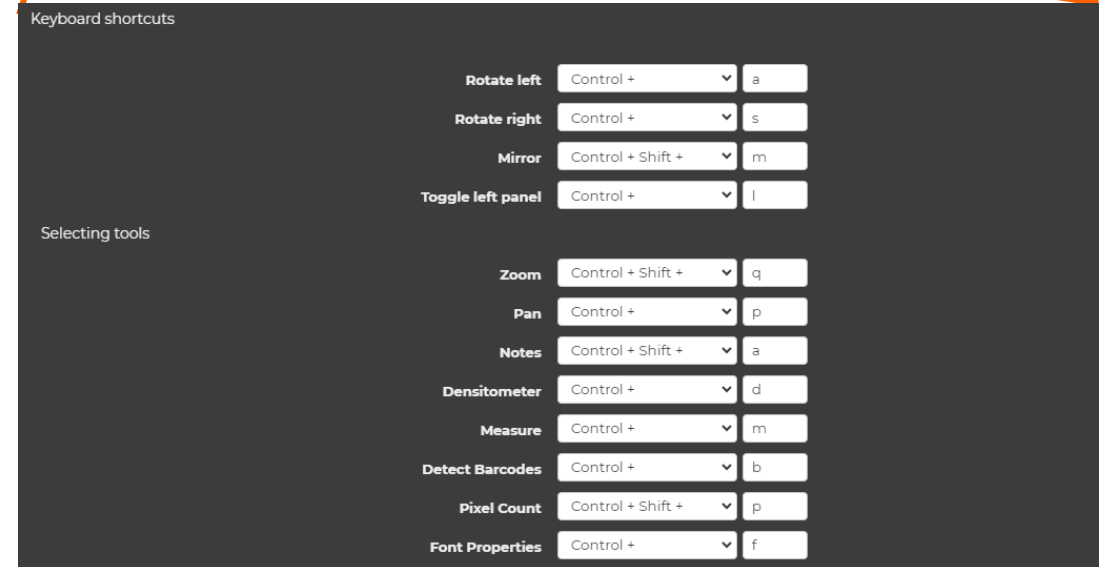 Keyboard shortcuts
Rotate left Control + a
Rotate right Control + s
Mirror Control + Shift + m
Toggle left panel Control + l
Selecting tools
Zoom Control + Shift + q
Pan Control + p
Notes Control + Shift + a
Densitometer Control + d
Measure Control + m
Detect Barcodes Control + b
Pixel Count Control + Shift + p
Font Properties Control + f